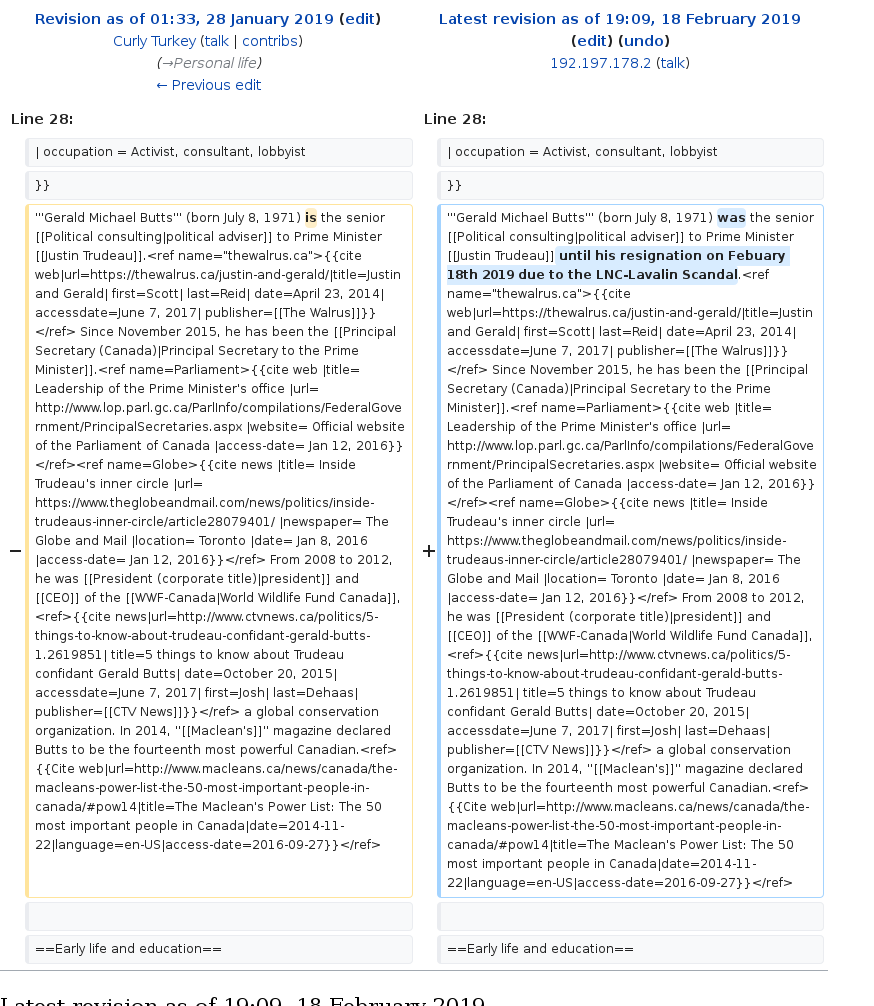 Revision as of 01:33, 28 January 2019 (edit)
Curly Turkey (talk | contribs)
(→Personal life)
← Previous edit
Latest revision as of 19:09, 18 February 2019
(edit) (undo)
192.197.178.2 (talk)
Line 28:
Line 28:
| occupation = Activist, consultant, lobbyist
| occupation = Activist, consultant, lobbyist
}}
}}
−
'''Gerald Michael Butts''' (born July 8, 1971) is the senior
[[Political consulting|political adviser]] to Prime Minister
[[Justin Trudeau]].<ref name="thewalrus.ca">{{cite
web|url=https://thewalrus.ca/justin-and-gerald/|title=Justin
and Gerald| first=Scott| last=Reid| date=April 23, 2014|
accessdate=June 7, 2017| publisher=[[The Walrus]]}}
</ref> Since November 2015, he has been the [[Principal
Secretary (Canada)|Principal Secretary to the Prime
Minister]].<ref name=Parliament>{{cite web |title=
Leadership of the Prime Minister's office |url=
http://www.lop.parl.gc.ca/ParlInfo/compilations/FederalGove
rnment/PrincipalSecretaries.aspx |website= Official website
of the Parliament of Canada |access-date= Jan 12, 2016}}
</ref><ref name=Globe>{{cite news |title= Inside
Trudeau's inner circle |url=
https://www.theglobeandmail.com/news/politics/inside-
trudeaus-inner-circle/article28079401/ |newspaper= The
Globe and Mail |location= Toronto |date= Jan 8, 2016
|access-date= Jan 12, 2016}}</ref> From 2008 to 2012,
he was [[President (corporate title)|president]] and
[[CEO]] of the [[WWF-Canada|World Wildlife Fund Canada]],
<ref>{{cite news|url=http://www.ctvnews.ca/politics/5-
things-to-know-about-trudeau-confidant-gerald-butts-
1.2619851| title=5 things to know about Trudeau
confidant Gerald Butts| date=October 20, 2015|
accessdate=June 7, 2017| first=Josh| last=Dehaas|
publisher=[[CTV News]]}}</ref> a global conservation
organization. In 2014, ''[[Maclean's]]'' magazine declared
Butts to be the fourteenth most powerful Canadian.<ref>
{{Cite web|url=http://www.macleans.ca/news/canada/the-
macleans-power-list-the-50-most-important-people-in-
canada/#pow14|title=The Maclean's Power List: The 50
most important people in Canada|date=2014-11-
22|language=en-US|access-date=2016-09-27}}</ref>
+
'''Gerald Michael Butts''' (born July 8, 1971) was the senior
[[Political consulting|political adviser]] to Prime Minister
[[Justin Trudeau]] until his resignation on Febuary
18th 2019 due to the LNC-Lavalin Scandal.<ref
name="thewalrus.ca">{{cite
web|url=https://thewalrus.ca/justin-and-gerald/|title=Justin
and Gerald| first=Scott| last=Reid| date=April 23, 2014|
accessdate=June 7, 2017| publisher=[[The Walrus]]}}
</ref> Since November 2015, he has been the [[Principal
Secretary (Canada)|Principal Secretary to the Prime
Minister]].<ref name=Parliament>{{cite web |title=
Leadership of the Prime Minister's office |url=
http://www.lop.parl.gc.ca/ParlInfo/compilations/FederalGove
rnment/PrincipalSecretaries.aspx |website= Official website
of the Parliament of Canada |access-date= Jan 12, 2016}}
</ref><ref name=Globe>{{cite news |title= Inside
Trudeau's inner circle |url=
https://www.theglobeandmail.com/news/politics/inside-
trudeaus-inner-circle/article28079401/ |newspaper= The
Globe and Mail |location= Toronto |date= Jan 8, 2016
|access-date= Jan 12, 2016}}</ref> From 2008 to 2012,
he was [[President (corporate title)|president]] and
[[CEO]] of the [[WWF-Canada|World Wildlife Fund Canada]],
<ref>{{cite news|url=http://www.ctvnews.ca/politics/5-
things-to-know-about-trudeau-confidant-gerald-butts-
1.2619851| title=5 things to know about Trudeau
confidant Gerald Butts| date=October 20, 2015|
accessdate=June 7, 2017| first=Josh| last=Dehaas|
publisher=[[CTV News]]}}</ref> a global conservation
organization. In 2014, ''[[Maclean's]]'' magazine declared
Butts to be the fourteenth most powerful Canadian.<ref>
{{Cite web|url=http://www.macleans.ca/news/canada/the-
macleans-power-list-the-50-most-important-people-in-
canada/#pow14|title=The Maclean's Power List: The 50
most important people in Canada|date=2014-11-
22|language=en-US|access-date=2016-09-27}}</ref>
==Early life and education==
==Early life and education==
Latest revision as of 19:09, 18 February 2019